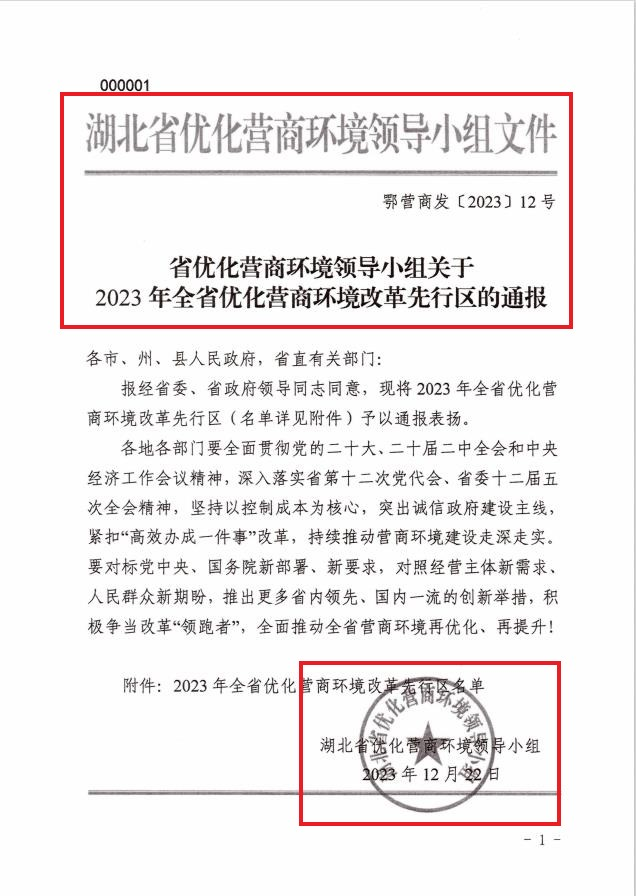 000001
湖北省优化营商环境领导小组文件
鄂营商发〔2023〕12号
省优化营商环境领导小组关于
2023年全省优化营商环境改革先行区的通报
各市、州、县人民政府，省直有关部门：
报经省委、省政府领导同志同意，现将2023年全省优化营
商环境改革先行区（名单详见附件）予以通报表扬。
各地各部门要全面贯彻党的二十大、二十届二中全会和中央
经济工作会议精神，深入落实省第十二次党代会、省委十二届五
次全会精神，坚持以控制成本为核心，突出诚信政府建设主线，
紧扣“高效办成一件事”改革，持续推动营商环境建设走深走实。
要对标党中央、国务院新部署、新要求，对照经营主体新需求、
人民群众新期盼，推出更多省内领先、国内一流的创新举措，积
极争当改革“领跑者”，全面推动全省营商环境再优化、再提升！
附件：2023年全省优化营商环境改革先行区名单
湖北省优化营商环境领导小组
2023年12月22日
湖北省优化营商环境领导小组
- 1 -